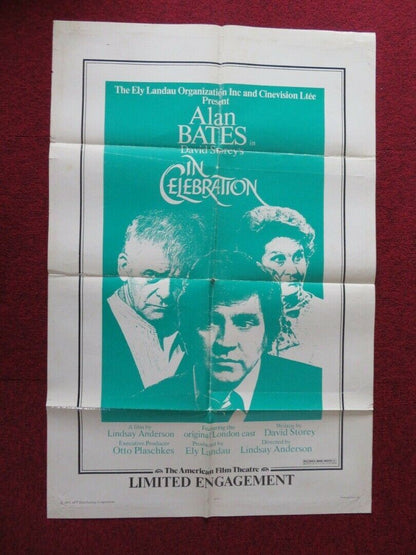 The Ely Landau Organization Inc and Cinevision Ltée
Present
Alan
BATES in
David Storey's
IN
CELEBRATION
A film by
Lindsay Anderson
Featuring the
original London cast
Written by
David Storey
Executive Producer
Otto Plaschkes
Produced by
Ely Landau
Directed by
Lindsay Anderson
The American Film Theatre
LIMITED ENGAGEMENT